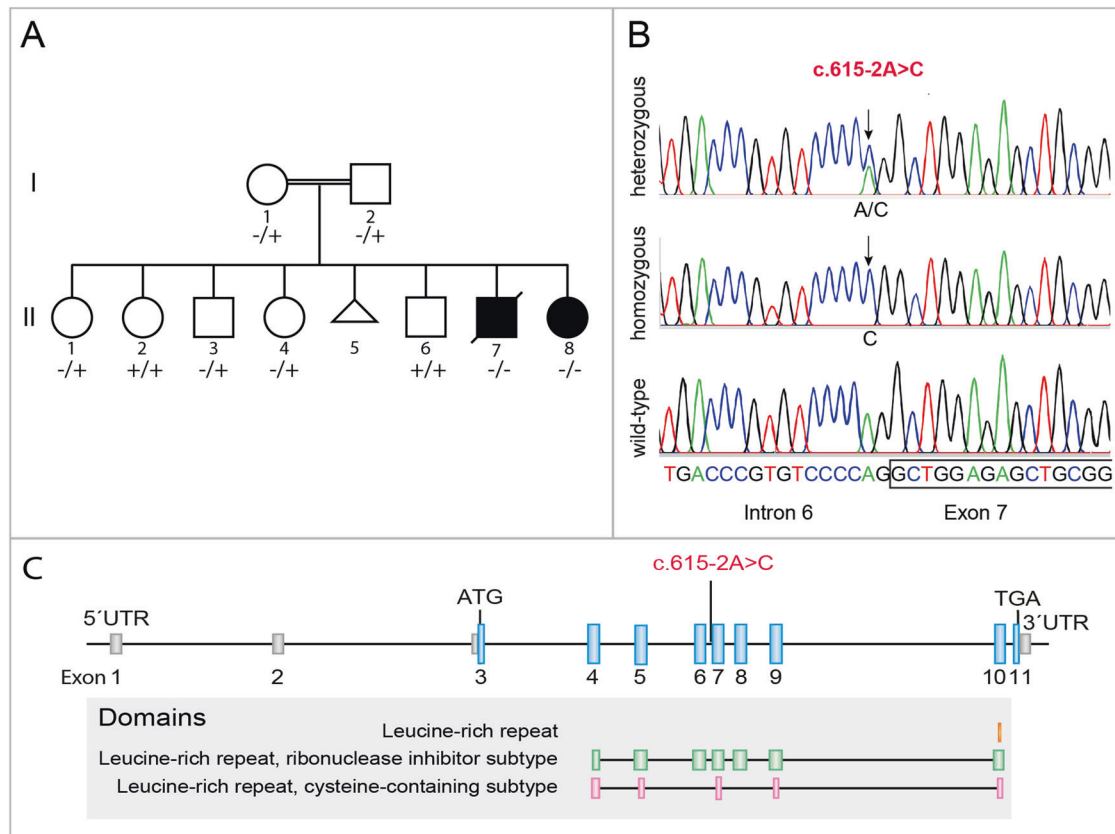 A
I
1
-/+
2
-/+
II
1
-/+
2
+/+
3
-/+
4
-/+
5
6
+/+
7
-/-
8
-/-
B
c.615-2A>C
heterozygous
A/C
homozygous
C
wild-type
TGACCCGTGTCCCCAGGCTGGAGAGCTGCGG
Intron 6
Exon 7
C
c.615-2A>C
5´UTR
ATG
TGA
3´UTR
Exon 1 2 3 4 5 6 7 8 9 10 11
Domains
Leucine-rich repeat
Leucine-rich repeat, ribonuclease inhibitor subtype
Leucine-rich repeat, cysteine-containing subtype